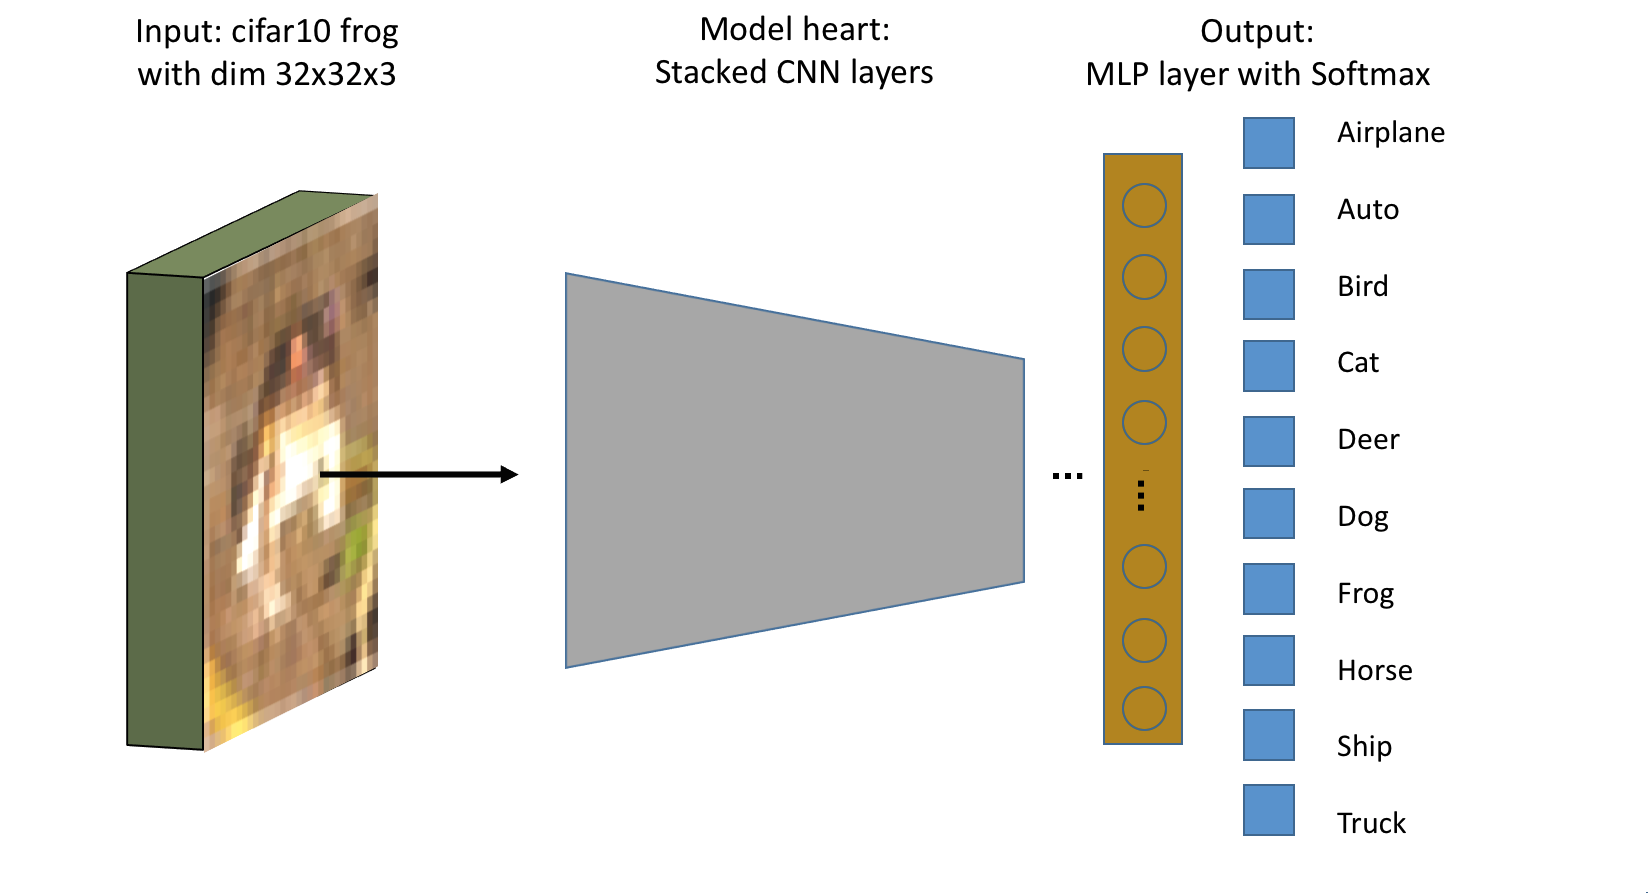 Input: cifar10 frog
with dim 32x32x3
Model heart:
Stacked CNN layers
Output:
MLP layer with Softmax
Airplane
Auto
Bird
Cat
Deer
Dog
Frog
Horse
Ship
Truck